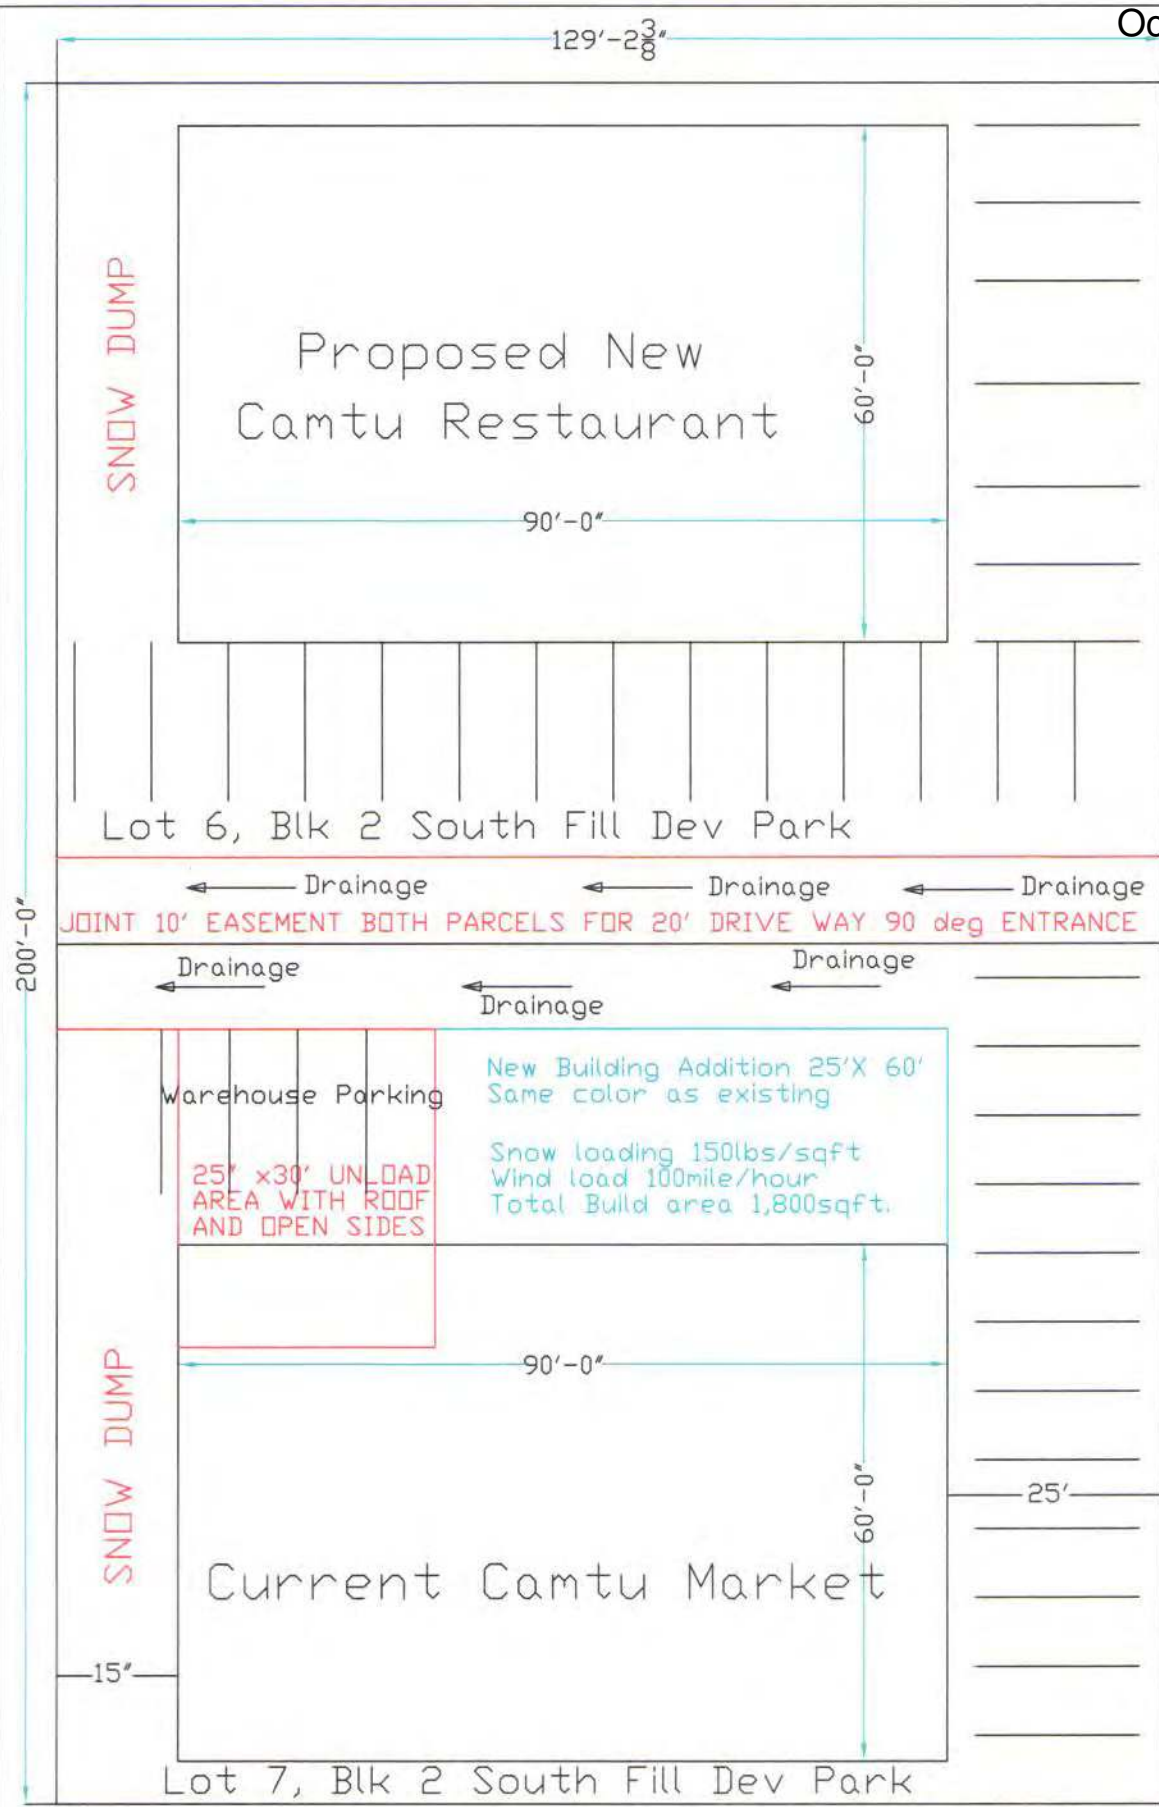 Oc
129'-2 3/8"
SNOW DUMP
Proposed New
Camtu Restaurant
60'-0"
90'-0"
Lot 6, Blk 2 South Fill Dev Park
200'-0"
Drainage Drainage Drainage
JOINT 10' EASEMENT BOTH PARCELS FOR 20' DRIVE WAY 90 deg ENTRANCE
Drainage Drainage Drainage
Warehouse Parking
25' x30' UNLOAD
AREA WITH ROOF
AND OPEN SIDES
New Building Addition 25'X 60'
Same color as existing
Snow loading 150lbs/sqft
Wind load 100mile/hour
Total Build area 1,800sqft.
SNOW DUMP
90'-0"
60'-0"
25'
Current Camtu Market
15"
Lot 7, Blk 2 South Fill Dev Park